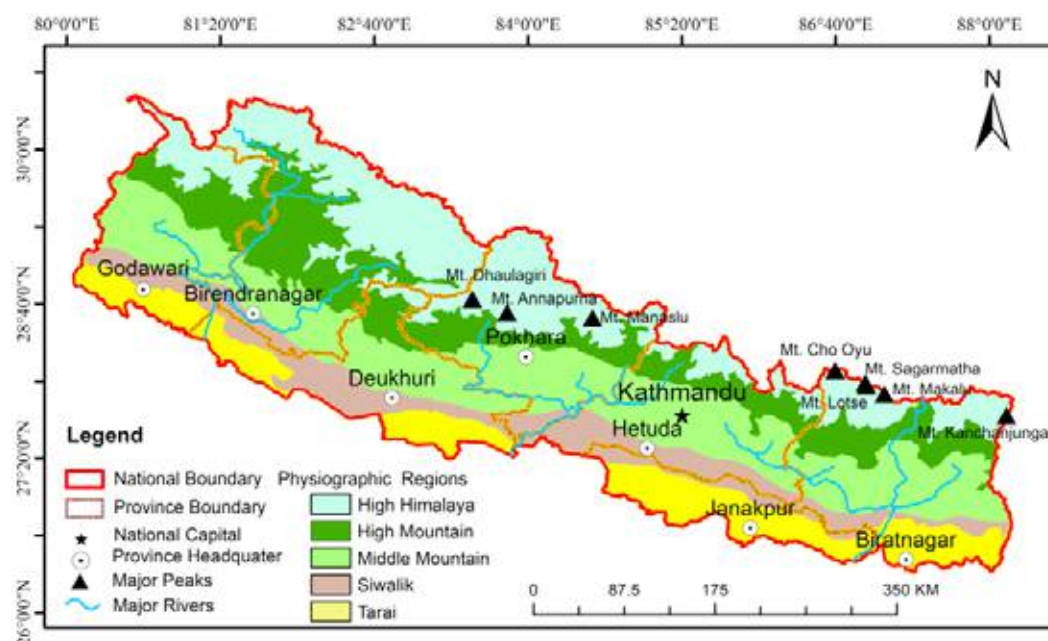 80°0'0"E 81°20'0"E 82°40'0"E 84°0'0"E 85°20'0"E 86°40'0"E 88°0'0"E
N
30°0'0"N
28°40'0"N
27°20'0"N
26°0'0"N
Godawari
Birendranagar
Mt. Dhaulagiri
Mt. Annapurna
Mt. Manaslu
Pokhara
Mt. Cho Oyu
Mt. Sagarmatha
Mt. Lotse
Mt. Makalu
Mt. Kanchanjunga
Deukhuri
Kathmandu
Hetuda
Janakpur
Biratnagar
Legend
National Boundary
Province Boundary
National Capital
Province Headquater
Major Peaks
Major Rivers
Physiographic Regions
High Himalaya
High Mountain
Middle Mountain
Siwalik
Tarai
0 87.5 175 350 KM